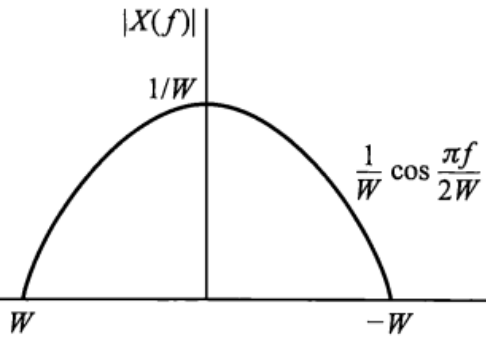 |X(f)|
1/W
1/W cos πf/2W
W
-W